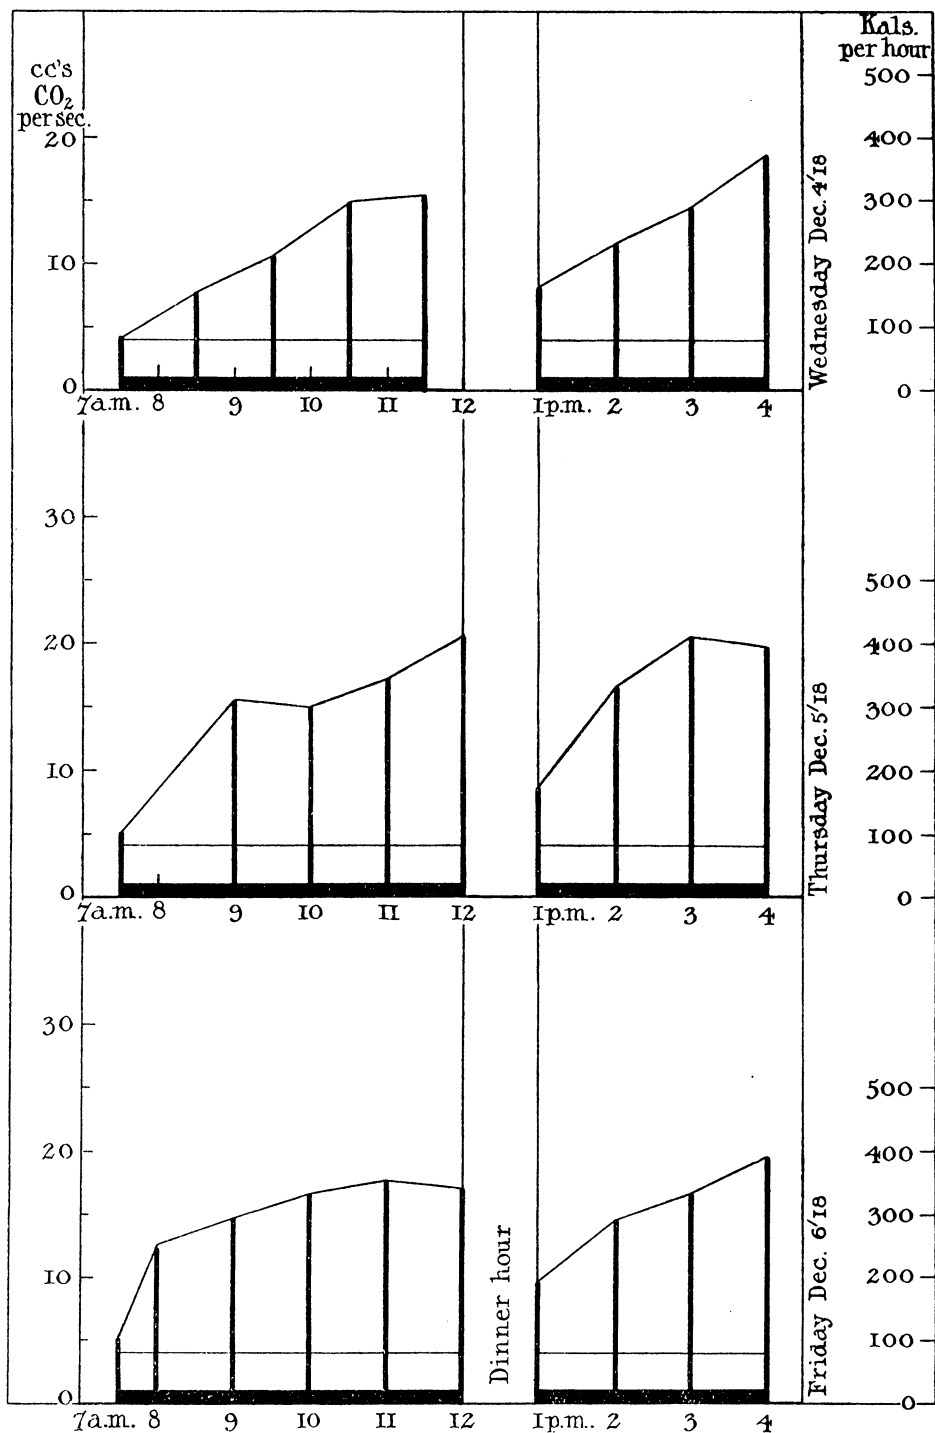 Kals.
per hour
cc's
CO₂
per sec.
500
20
400
300
10
200
100
0
0
Wednesday Dec. 4'18
7a.m. 8 9 10 11 12 1p.m. 2 3 4
30
500
20
400
300
10
200
100
0
0
Thursday Dec. 5'18
7a.m. 8 9 10 11 12 1p.m. 2 3 4
30
500
20
400
300
10
200
100
0
0
Dinner hour
Friday Dec. 6'18
7a.m. 8 9 10 11 12 1p.m. 2 3 4